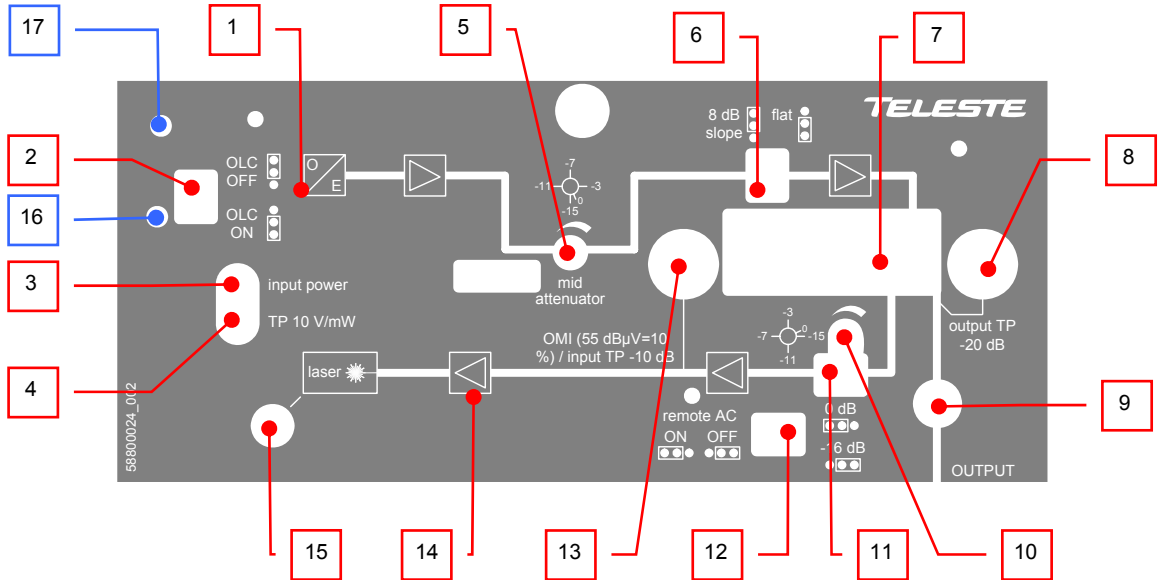 17
1
5
6
7
8 dB
slope
flat
TELESTE
2
OLC
OFF
O
E
-7
-11
-3
0
-15
8
16
OLC
ON
3
input power
mid
attenuator
TP 10 V/mW
-3
-7
0
-15
-11
output TP
-20 dB
OMI (55 dBµV=10
%) / input TP -10 dB
4
laser
9
remote AC
ON
OFF
0 dB
-16 dB
OUTPUT
58800024_002
15
14
13
12
11
10